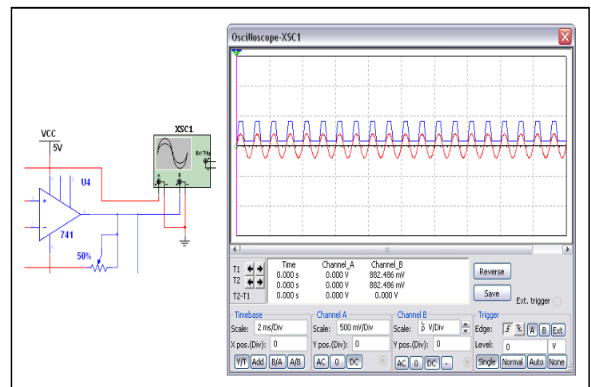 Oscilloscope-XSC1
XSC1
Ext Trig
A B
VCC
5V
U4
741
50%
Time Channel_A Channel_B
T1 0.000 s 0.000 V 882.486 mV
T2 0.000 s 0.000 V 882.486 mV
T2-T1 0.000 s 0.000 V 0.000 V
Reverse
Save
Ext. trigger
Timebase
Scale: 2 ms/Div
X pos.(Div): 0
Y/T Add B/A A/B
Channel A
Scale: 500 mV/Div
Y pos.(Div): 0
AC 0 DC
Channel B
Scale: V/Div
Y pos.(Div): 0
AC 0 DC -
Trigger
Edge: A B Ext
Level: 0 V
Single Normal Auto None